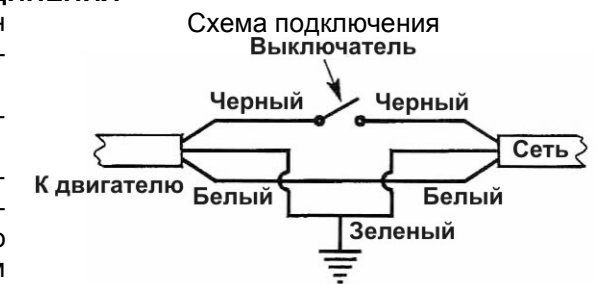 Схема подключения
Выключатель
Черный Черный
Сеть
К двигателю
Белый Белый
Зеленый